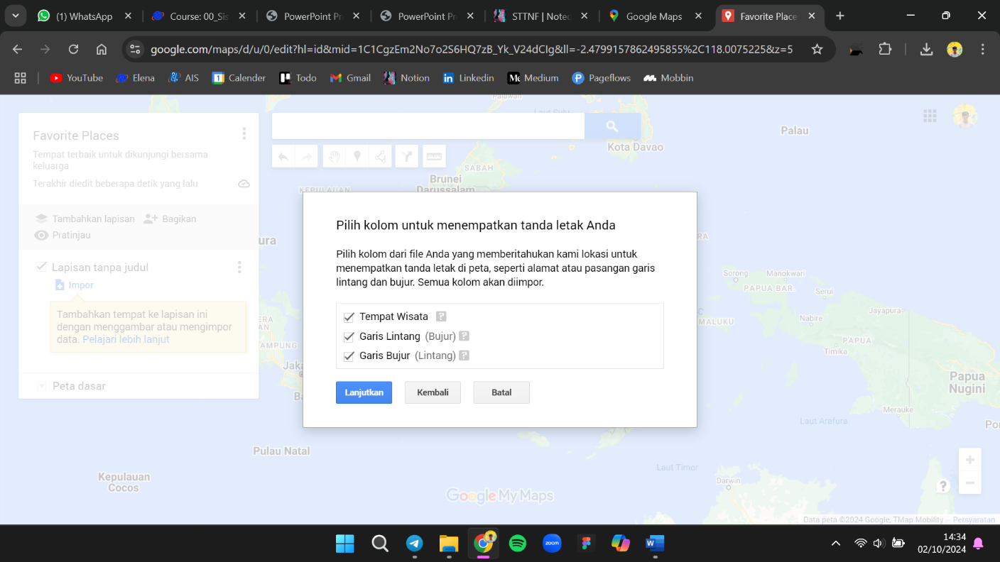 (1) WhatsApp
Course: 00_Sis
PowerPoint Pr
PowerPoint Pr
STTNF | Noted
Google Maps
Favorite Places
google.com/maps/d/u/0/edit?hl=id&mid=1C1CgzEm2No7o2S6HQ7zB_Yk_V24dCIg&ll=-2.4799157862495855%2C118.0075225&z=5
YouTube
Elena
AIS
Calender
Todo
Gmail
Notion
Linkedin
Medium
Pageflows
Mobbin
Favorite Places
Tempat terbaik untuk dikunjungi bersama
keluarga
Terakhir diedit beberapa detik yang lalu
Tambahkan lapisan
Bagikan
Pratinjau
Lapisan tanpa judul
Impor
Tambahkan tempat ke lapisan ini
dengan menggambar atau mengimpor
data. Pelajari lebih lanjut
Peta dasar
Palawan
Laut Sulu
Palau
Kota Davao
SABAH
Brunei
Darussalam
KEPULAUAN
Pilih kolom untuk menempatkan tanda letak Anda
Pilih kolom dari file Anda yang memberitahukan kami lokasi untuk
menempatkan tanda letak di peta, seperti alamat atau pasangan garis
lintang dan bujur. Semua kolom akan diimpor.
Tempat Wisata ?
Garis Lintang (Bujur) ?
Garis Bujur (Lintang) ?
Lanjutkan
Kembali
Batal
Sorong
Manokwari
PAPUA BAR.
Serui
Jayapura
Nabire
MALUKU
PAPUA
Timika
Papua
Nugini
Merauke
Laut Arafura
Pulau Natal
Kepulauan
Cocos
Laut Timor
Darwin
Google My Maps
?
Data peta ©2024 Google, TMap Mobility
Persyaratan
zoom
14:34
02/10/2024